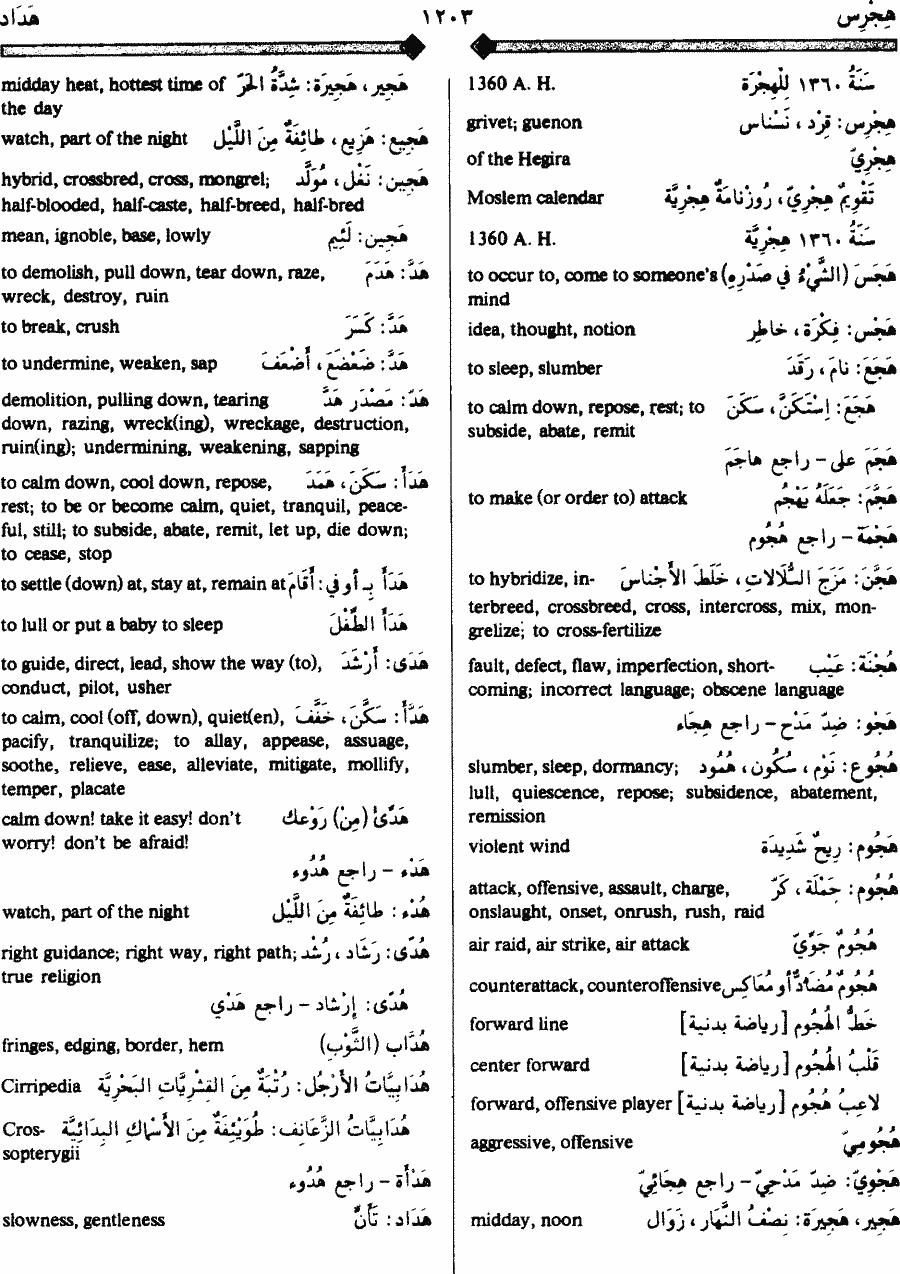 هِجْرِس ١٢٠٣ هَدَاد
سَنَةُ ١٣٦٠ لِلْهِجْرَة 1360 A. H.
هِجْرِس: قِرْد، نَسْنَاس grivet; guenon
هِجْرِيّ of the Hegira
تَقْوِيمٌ هِجْرِيّ، رُوزْنَامَةٌ هِجْرِيَّة Moslem calendar
سَنَةُ ١٣٦٠ هِجْرِيَّة 1360 A. H.
هَجَسَ (الشَّيْءُ في صَدْرِهِ) to occur to, come to someone's
mind
هَجْس: فِكْرَة، خاطِر idea, thought, notion
هَجَعَ: نامَ، رَقَدَ to sleep, slumber
هَجَعَ: اِسْتَكَنَّ، سَكَنَ to calm down, repose, rest; to
subside, abate, remit
هَجَمَ على - راجع هاجَمَ
هَجَّمَ: جَعَلَهُ يَهْجُم to make (or order to) attack
هَجْمَة - راجع هُجُوم
هَجَّنَ: مَزَجَ السُّلَالَات، خَلَطَ الأَجْنَاس to hybridize, in-
terbreed, crossbreed, cross, intercross, mix, mon-
grelize; to cross-fertilize
هُجْنَة: عَيْب fault, defect, flaw, imperfection, short-
coming; incorrect language; obscene language
هَجْو: ضِدّ مَدْح - راجع هِجَاء
هُجُوع: نَوْم، سُكُون، هُمُود slumber, sleep, dormancy;
lull, quiescence, repose; subsidence, abatement,
remission
هَجُوم: رِيحٌ شَدِيدَة violent wind
هُجُوم: حَمْلَة، كَرّ attack, offensive, assault, charge,
onslaught, onset, onrush, rush, raid
هُجُومٌ جَوِّيّ air raid, air strike, air attack
هُجُومٌ مُضَادٌّ أو مُعَاكِس counterattack, counteroffensive
خَطُّ الهُجُوم [رياضة بدنية] forward line
قَلْبُ الهُجُوم [رياضة بدنية] center forward
لاعِبُ هُجُوم [رياضة بدنية] forward, offensive player
هُجُومِيّ aggressive, offensive
هَجْوِيّ: ضِدّ مَدْحِيّ - راجع هِجَائِيّ
هَجِير، هَجِيرَة: نِصْفُ النَّهَار، زَوَال midday, noon
هَجِير، هَجِيرَة: شِدَّةُ الحَرّ midday heat, hottest time of
the day
هَجِيع: هَزِيع، طائِفَةٌ مِنَ اللَّيْل watch, part of the night
هَجِين: نَغْل، مُوَلَّد hybrid, crossbred, cross, mongrel;
half-blooded, half-caste, half-breed, half-bred
هَجِين: لَئِيم mean, ignoble, base, lowly
هَدَّ: هَدَمَ to demolish, pull down, tear down, raze,
wreck, destroy, ruin
هَدَّ: كَسَرَ to break, crush
هَدَّ: ضَعْضَعَ، أَضْعَفَ to undermine, weaken, sap
هَدّ: مَصْدَر هَدَّ demolition, pulling down, tearing
down, razing, wreck(ing), wreckage, destruction,
ruin(ing); undermining, weakening, sapping
هَدَأَ: سَكَنَ، هَمَدَ to calm down, cool down, repose,
rest; to be or become calm, quiet, tranquil, peace-
ful, still; to subside, abate, remit, let up, die down;
to cease, stop
هَدَأَ بـ أو في: أَقَامَ to settle (down) at, stay at, remain at
هَدَّأَ الطِّفْلَ to lull or put a baby to sleep
هَدَى: أَرْشَدَ to guide, direct, lead, show the way (to),
conduct, pilot, usher
هَدَّأَ: سَكَّنَ، خَفَّفَ to calm, cool (off, down), quiet(en),
pacify, tranquilize; to allay, appease, assuage,
soothe, relieve, ease, alleviate, mitigate, mollify,
temper, placate
هَدِّئْ (مِنْ) رَوْعِك calm down! take it easy! don't
worry! don't be afraid!
هَدْء - راجع هُدُوء
هُدْء: طائِفَةٌ مِنَ اللَّيْل watch, part of the night
هُدًى: رَشَاد، رُشْد right guidance; right way, right path;
true religion
هُدًى: إِرْشَاد - راجع هَدْي
هُدَّاب (الثَّوْبِ) fringes, edging, border, hem
هُدَابِيَّاتُ الأَرْجُل: رُتْبَةٌ مِنَ القِشْرِيَّاتِ البَحْرِيَّة Cirripedia
هُدَابِيَّاتُ الزَّعَانِف: طُوَيْئِفَةٌ مِنَ الأَسْمَاكِ البِدَائِيَّة Cros-
sopterygii
هَدْأَة - راجع هُدُوء
هَدَاد: تَأَنٍّ slowness, gentleness